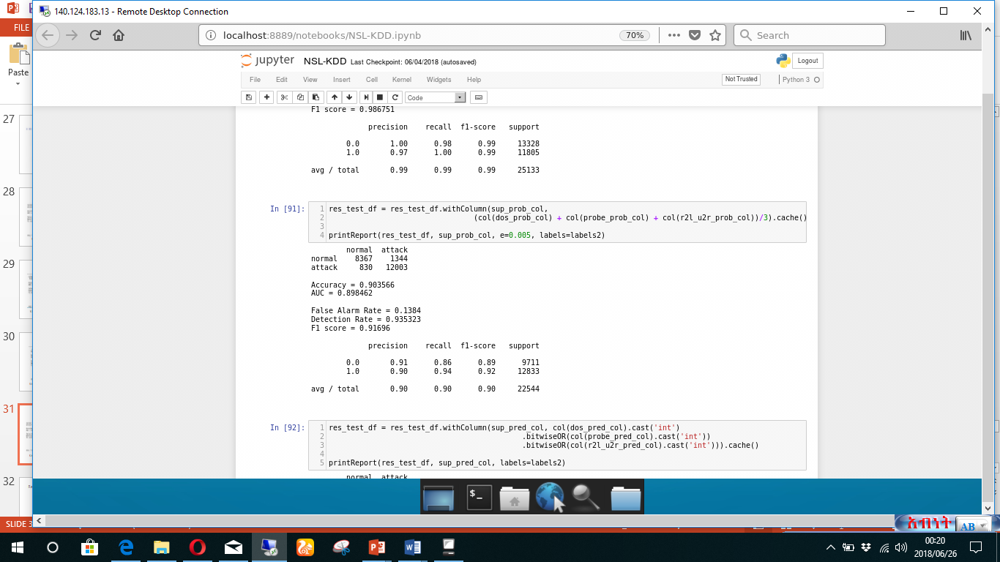 140.124.183.13 - Remote Desktop Connection
FILE
Paste
localhost:8889/notebooks/NSL-KDD.ipynb
70%
Search
jupyter NSL-KDD Last Checkpoint: 06/04/2018 (autosaved)
Logout
File Edit View Insert Cell Kernel Widgets Help
Not Trusted
Python 3
Code
27
28
29
30
31
32
F1 score = 0.986751
precision recall f1-score support
0.0 1.00 0.98 0.99 13328
1.0 0.97 1.00 0.99 11805
avg / total 0.99 0.99 0.99 25133
In [91]:
1 res_test_df = res_test_df.withColumn(sup_prob_col,
2 (col(dos_prob_col) + col(probe_prob_col) + col(r2l_u2r_prob_col))/3).cache()
3
4 printReport(res_test_df, sup_prob_col, e=0.005, labels=labels2)
normal attack
normal 8367 1344
attack 830 12003
Accuracy = 0.903566
AUC = 0.898462
False Alarm Rate = 0.1384
Detection Rate = 0.935323
F1 score = 0.91696
precision recall f1-score support
0.0 0.91 0.86 0.89 9711
1.0 0.90 0.94 0.92 12833
avg / total 0.90 0.90 0.90 22544
In [92]:
1 res_test_df = res_test_df.withColumn(sup_pred_col, col(dos_pred_col).cast('int')
2 .bitwiseOR(col(probe_pred_col).cast('int'))
3 .bitwiseOR(col(r2l_u2r_pred_col).cast('int'))).cache()
4
5 printReport(res_test_df, sup_pred_col, labels=labels2)
normal attack
$_
SLIDE 3
አብነት
AB
00:20
2018/06/26